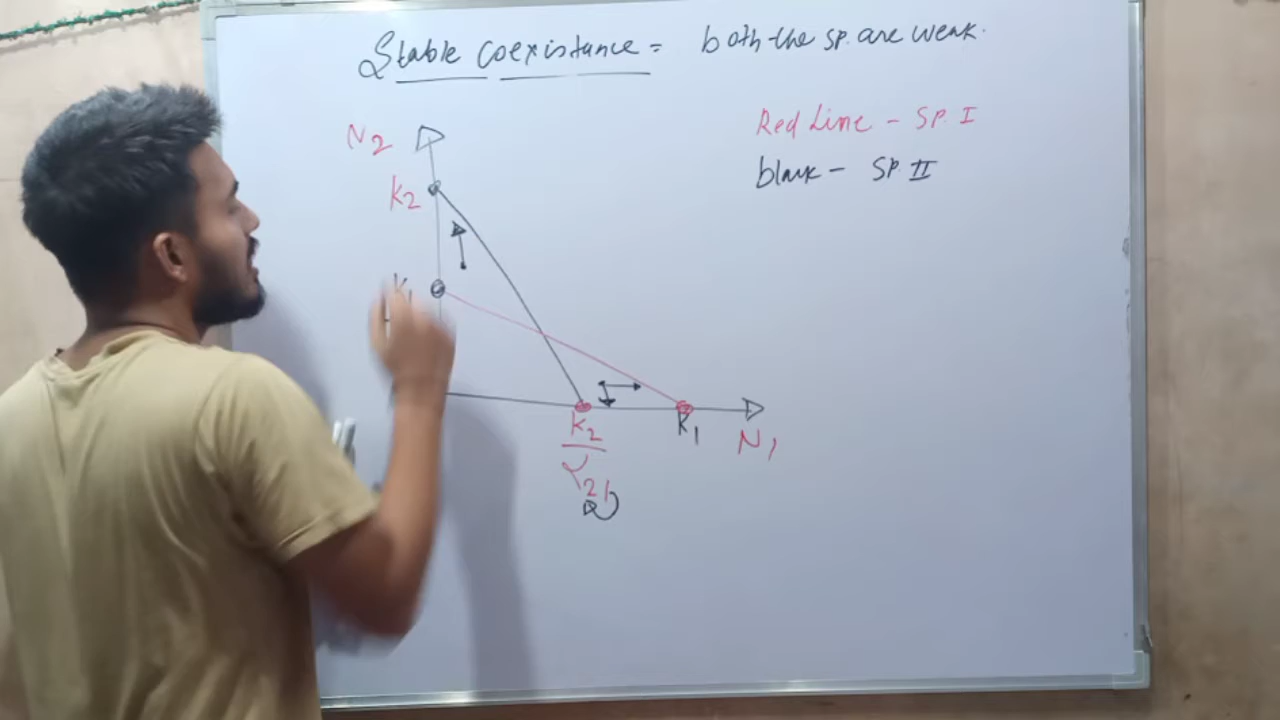 Stable Coexistance = both the sp. are weak.
Red Line - SP. I
black - SP. II
N2
K2
K1
K2
21
K1
N1